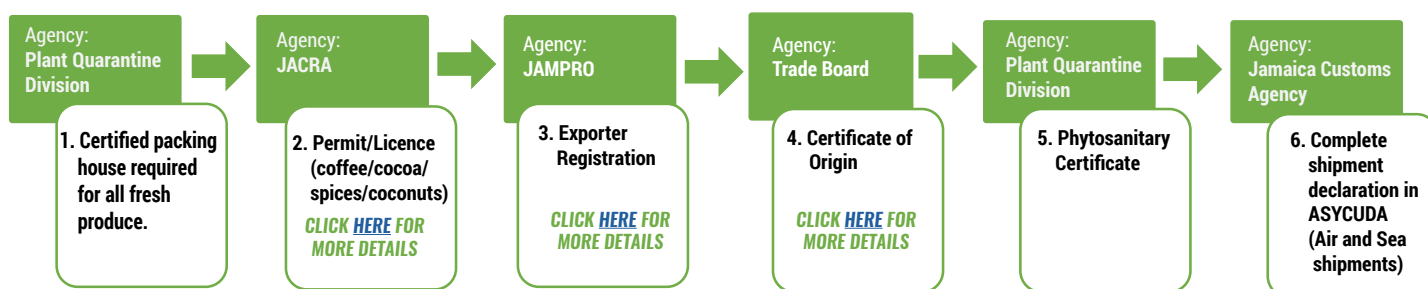 Agency:
Plant Quarantine
Division
1. Certified packing
house required
for all fresh
produce.
Agency:
JACRA
2. Permit/Licence
(coffee/cocoa/
spices/coconuts)
CLICK HERE FOR
MORE DETAILS
Agency:
JAMPRO
3. Exporter
Registration
CLICK HERE FOR
MORE DETAILS
Agency:
Trade Board
4. Certificate of
Origin
CLICK HERE FOR
MORE DETAILS
Agency:
Plant Quarantine
Division
5. Phytosanitary
Certificate
Agency:
Jamaica Customs
Agency
6. Complete
shipment
declaration in
ASYCUDA
(Air and Sea
shipments)